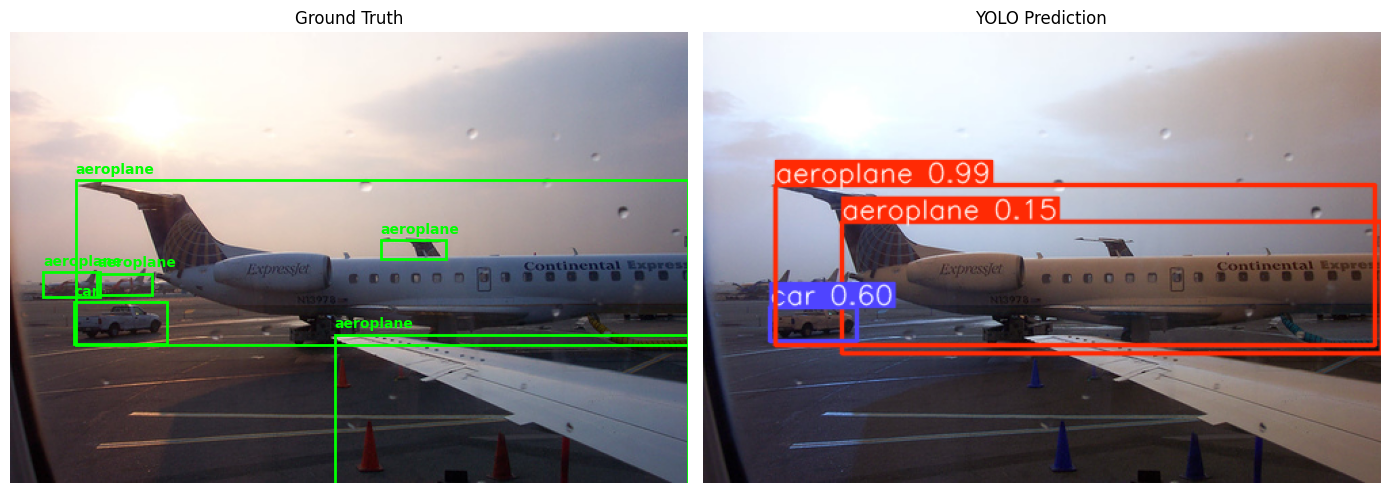 Ground Truth
aeroplane
aeroplane
aeroplane
aeroplane
car
ExpressJet
Continental Express
N13978
aeroplane
YOLO Prediction
aeroplane 0.99
aeroplane 0.15
car 0.60
ExpressJet
Continental Express
N13978